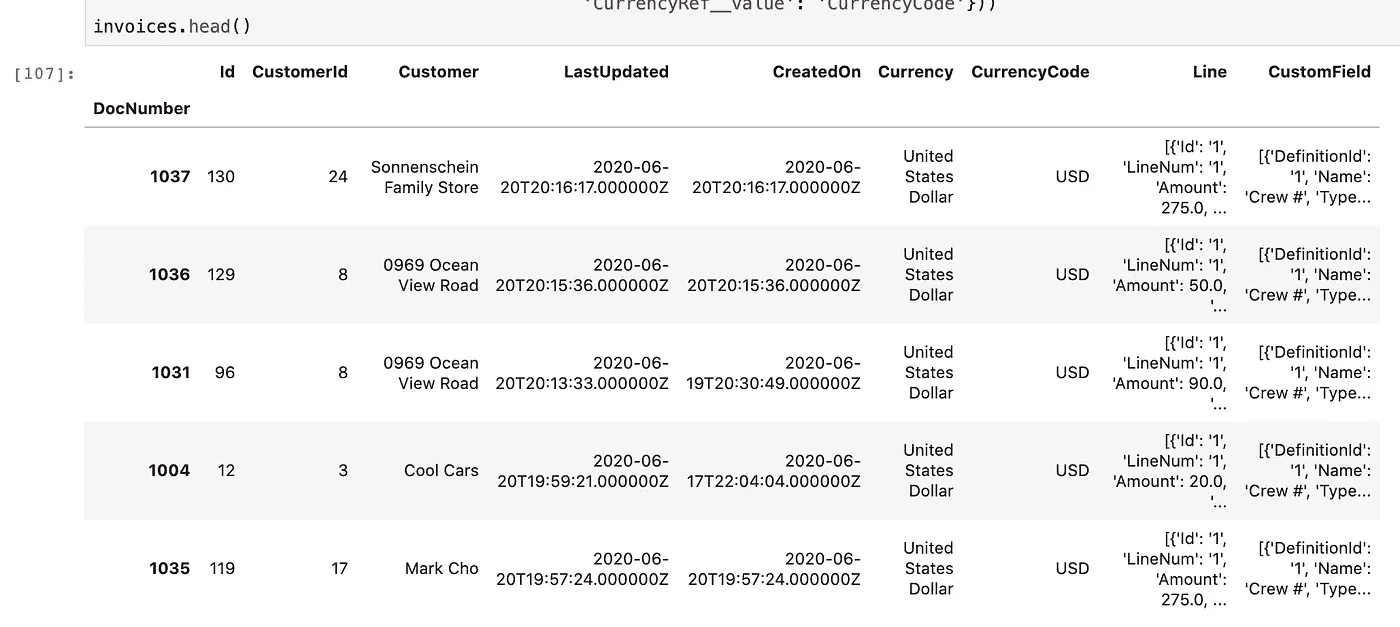 'CurrencyRef__value': 'CurrencyCode'}))
invoices.head()
[107]:
Id CustomerId Customer LastUpdated CreatedOn Currency CurrencyCode Line CustomField
DocNumber
1037 130 24 Sonnenschein Family Store 2020-06-20T20:16:17.000000Z 2020-06-20T20:16:17.000000Z United States Dollar USD [{'Id': '1', 'LineNum': '1', 'Amount': 275.0, ... [{'DefinitionId': '1', 'Name': 'Crew #', 'Type...
1036 129 8 0969 Ocean View Road 2020-06-20T20:15:36.000000Z 2020-06-20T20:15:36.000000Z United States Dollar USD [{'Id': '1', 'LineNum': '1', 'Amount': 50.0, '... [{'DefinitionId': '1', 'Name': 'Crew #', 'Type...
1031 96 8 0969 Ocean View Road 2020-06-20T20:13:33.000000Z 2020-06-19T20:30:49.000000Z United States Dollar USD [{'Id': '1', 'LineNum': '1', 'Amount': 90.0, '... [{'DefinitionId': '1', 'Name': 'Crew #', 'Type...
1004 12 3 Cool Cars 2020-06-20T19:59:21.000000Z 2020-06-17T22:04:04.000000Z United States Dollar USD [{'Id': '1', 'LineNum': '1', 'Amount': 20.0, '... [{'DefinitionId': '1', 'Name': 'Crew #', 'Type...
1035 119 17 Mark Cho 2020-06-20T19:57:24.000000Z 2020-06-20T19:57:24.000000Z United States Dollar USD [{'Id': '1', 'LineNum': '1', 'Amount': 275.0, ... [{'DefinitionId': '1', 'Name': 'Crew #', 'Type...